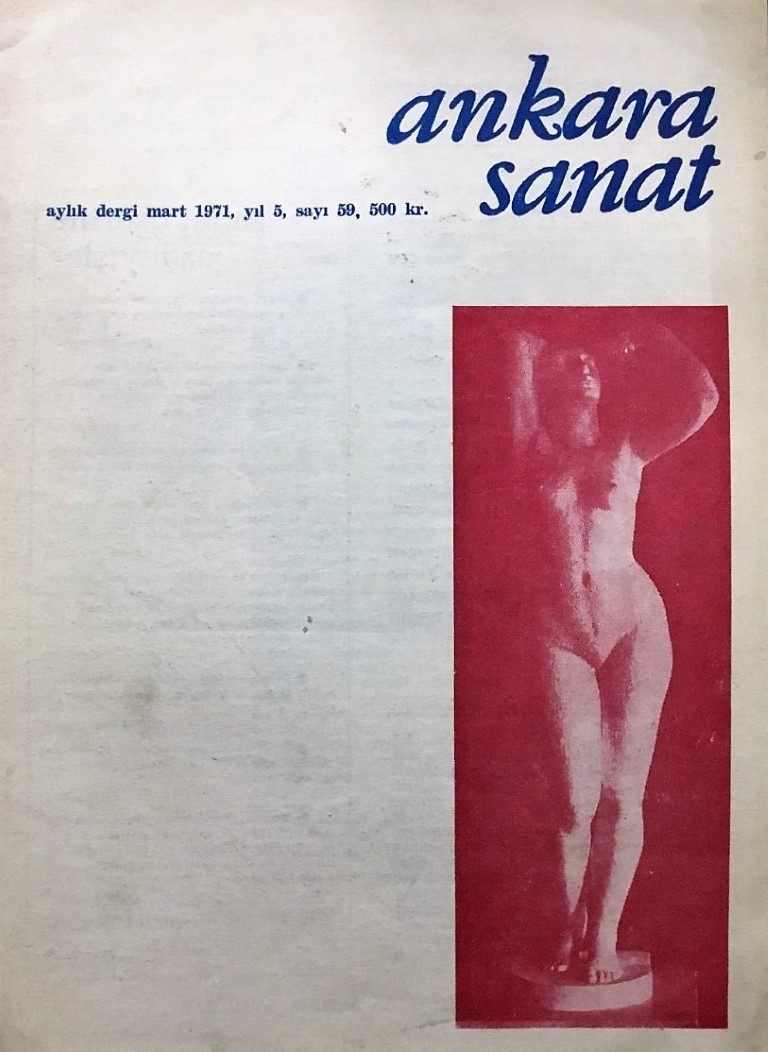 ankara
sanat
aylık dergi mart 1971, yıl 5, sayı 59, 500 kr.